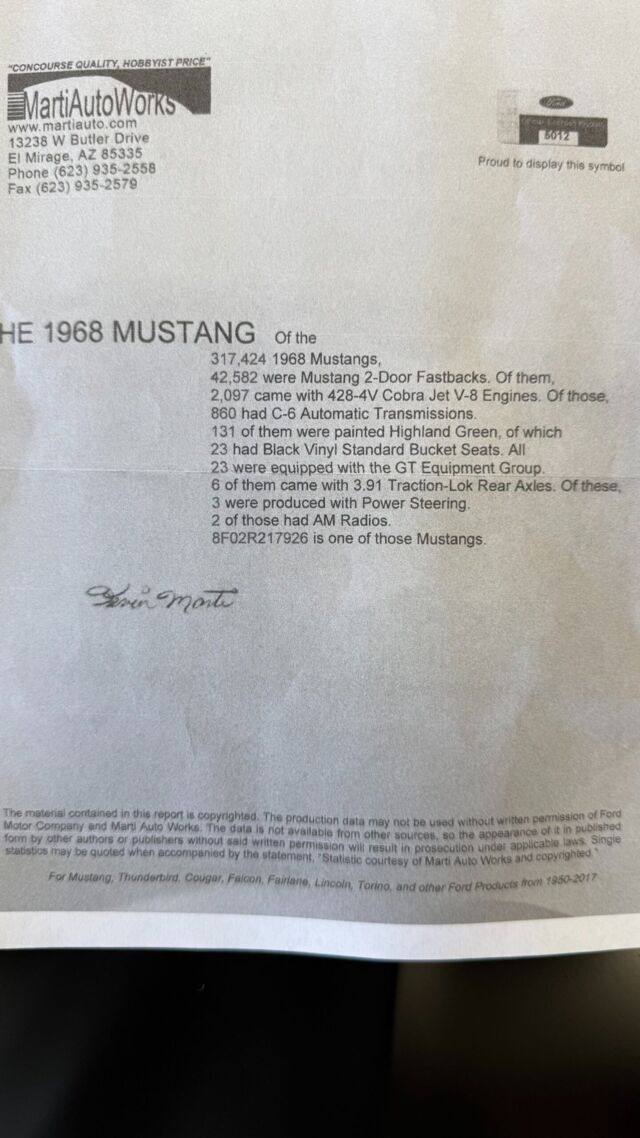 "CONCOURSE QUALITY, HOBBYIST PRICE"
MartiAutoWorks
www.martiauto.com
13238 W Butler Drive
El Mirage, AZ 85335
Phone (623) 935-2558
Fax (623) 935-2579
Ford
5012
Proud to display this symbol
HE 1968 MUSTANG Of the
317,424 1968 Mustangs,
42,582 were Mustang 2-Door Fastbacks. Of them,
2,097 came with 428-4V Cobra Jet V-8 Engines. Of those,
860 had C-6 Automatic Transmissions.
131 of them were painted Highland Green, of which
23 had Black Vinyl Standard Bucket Seats. All
23 were equipped with the GT Equipment Group.
6 of them came with 3.91 Traction-Lok Rear Axles. Of these,
3 were produced with Power Steering.
2 of those had AM Radios.
8F02R217926 is one of those Mustangs.
Kevin Marti
The material contained in this report is copyrighted. The production data may not be used without written permission of Ford
Motor Company and Marti Auto Works. The data is not available from other sources, so the appearance of it in published
form by other authors or publishers without said written permission will result in prosecution under applicable laws. Single
statistics may be quoted when accompanied by the statement, "Statistic courtesy of Marti Auto Works and copyrighted."
For Mustang, Thunderbird, Cougar, Falcon, Fairlane, Lincoln, Torino, and other Ford Products from 1950-2017